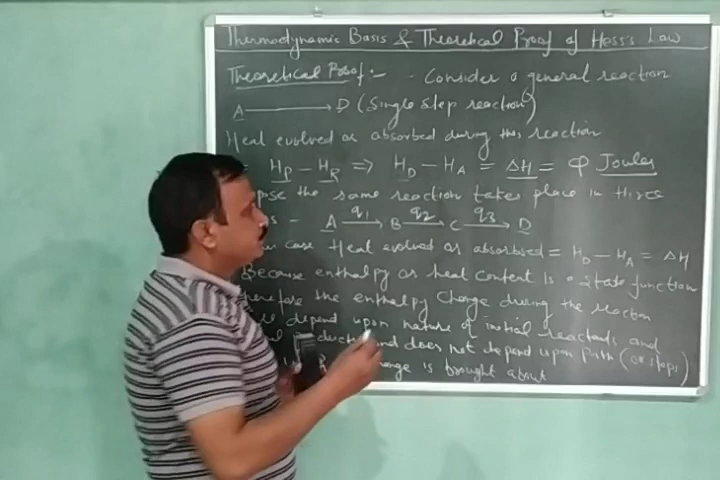 Thermodynamic Basis & Theoretical Proof of Hess's Law
Theoretical Proof :- - Consider a general reaction
A → D (Single step reaction)
Heat evolved or absorbed during this reaction
= HP - HR ⇒ HD - HA = ΔH = φ Joules
the same reaction takes place in three
- A q1→ B q2→ C q3→ D
case Heat evolved or absorbed = HD - HA = ΔH
Because enthalpy or heal content is a state function
therefore the enthalpy change during the reaction
depend upon nature of initial reactants and
and does not depend upon path (or steps)
is brought about